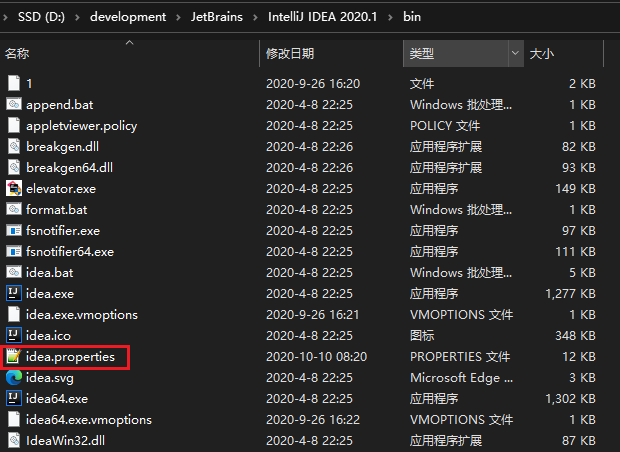 SSD (D:) › development › JetBrains › IntelliJ IDEA 2020.1 › bin
名称 修改日期 类型 大小
1 2020-9-26 16:20 文件 2 KB
append.bat 2020-4-8 22:25 Windows 批处理... 1 KB
appletviewer.policy 2020-4-8 22:25 POLICY 文件 1 KB
breakgen.dll 2020-4-8 22:26 应用程序扩展 82 KB
breakgen64.dll 2020-4-8 22:26 应用程序扩展 93 KB
elevator.exe 2020-4-8 22:25 应用程序 149 KB
format.bat 2020-4-8 22:25 Windows 批处理... 1 KB
fsnotifier.exe 2020-4-8 22:25 应用程序 97 KB
fsnotifier64.exe 2020-4-8 22:25 应用程序 111 KB
idea.bat 2020-4-8 22:25 Windows 批处理... 5 KB
idea.exe 2020-4-8 22:25 应用程序 1,277 KB
idea.exe.vmoptions 2020-9-26 16:21 VMOPTIONS 文件 1 KB
idea.ico 2020-4-8 22:25 图标 348 KB
idea.properties 2020-10-10 08:20 PROPERTIES 文件 12 KB
idea.svg 2020-4-8 22:25 Microsoft Edge ... 3 KB
idea64.exe 2020-4-8 22:25 应用程序 1,302 KB
idea64.exe.vmoptions 2020-9-26 16:22 VMOPTIONS 文件 1 KB
IdeaWin32.dll 2020-4-8 22:25 应用程序扩展 87 KB